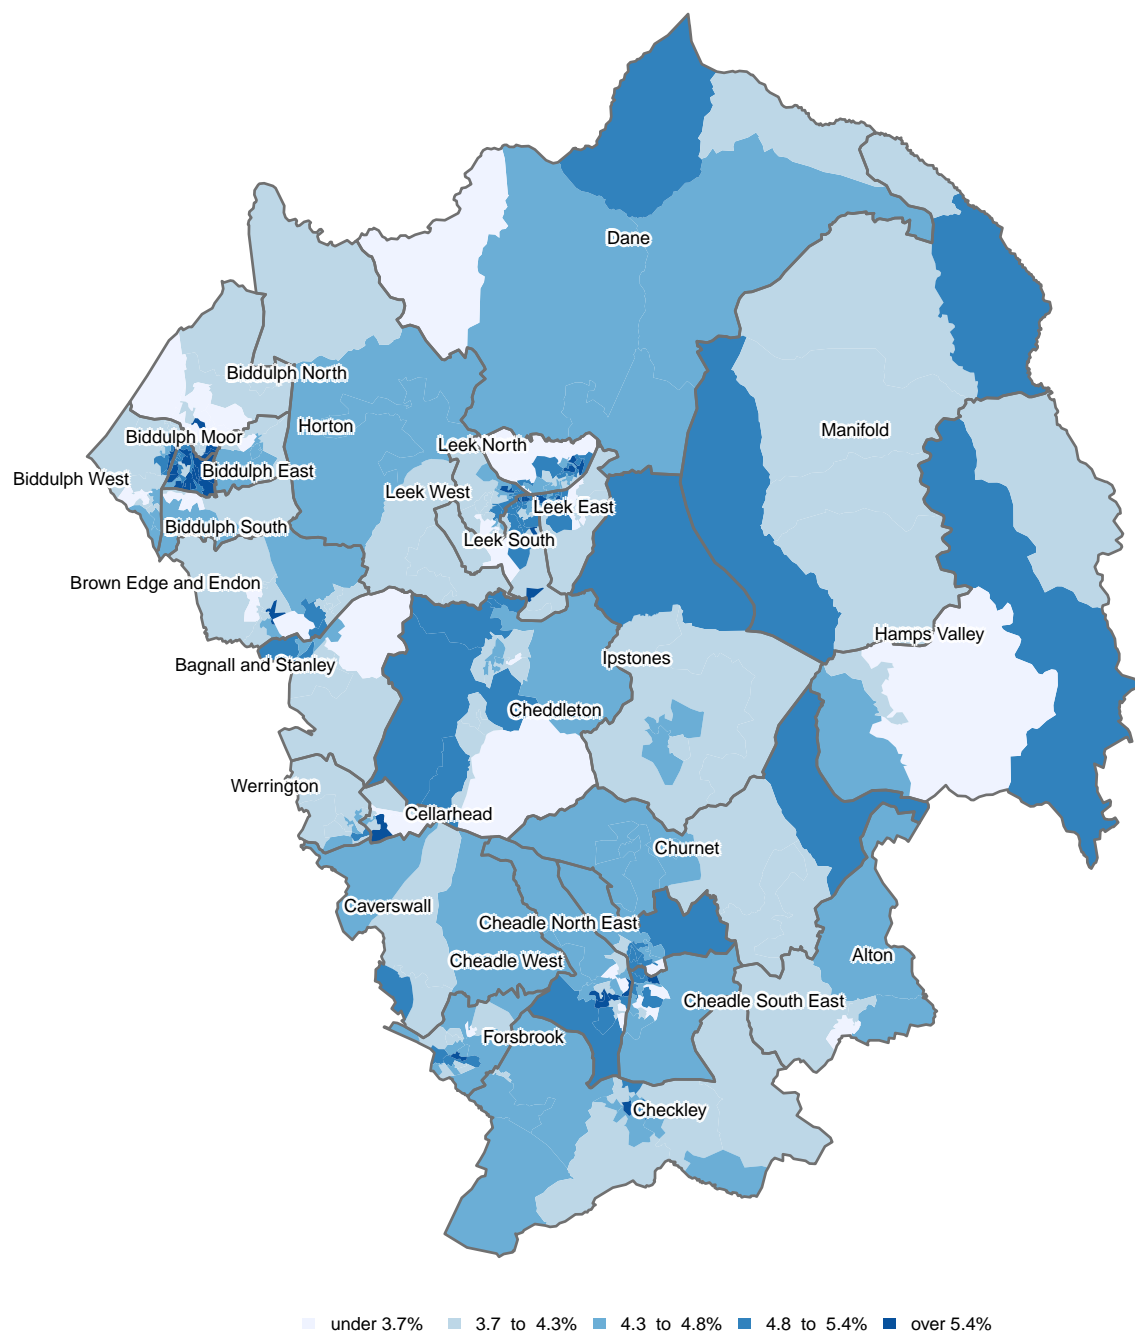 Dane
Biddulph North
Horton
Manifold
Biddulph Moor
Leek North
Biddulph West
Biddulph East
Leek West
Leek East
Biddulph South
Leek South
Brown Edge and Endon
Hamps Valley
Bagnall and Stanley
Ipstones
Cheddleton
Werrington
Cellarhead
Churnet
Caverswall
Cheadle North East
Cheadle West
Alton
Cheadle South East
Forsbrook
Checkley
under 3.7% 3.7 to 4.3% 4.3 to 4.8% 4.8 to 5.4% over 5.4%